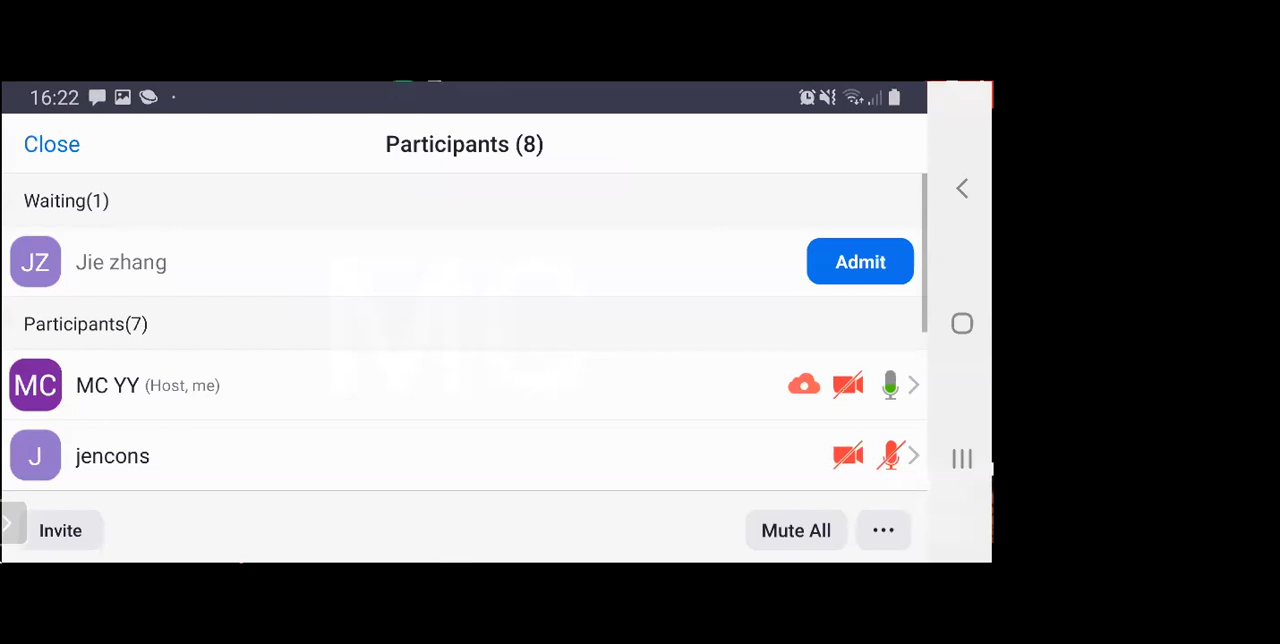 16:22
Close
Participants (8)
Waiting(1)
JZ
Jie zhang
Admit
MC
Participants(7)
MC
MC YY (Host, me)
J
jencons
Invite
Mute All